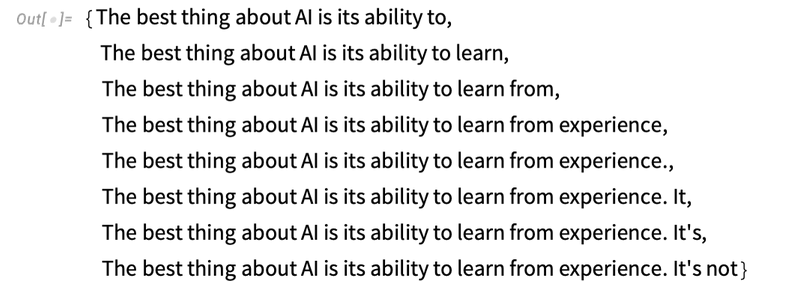 Out[ ]= {The best thing about AI is its ability to,
The best thing about AI is its ability to learn,
The best thing about AI is its ability to learn from,
The best thing about AI is its ability to learn from experience,
The best thing about AI is its ability to learn from experience.,
The best thing about AI is its ability to learn from experience. It,
The best thing about AI is its ability to learn from experience. It's,
The best thing about AI is its ability to learn from experience. It's not}